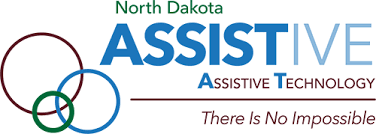 North Dakota
ASSISTIVE
ASSISTIVE TECHNOLOGY
There Is No Impossible